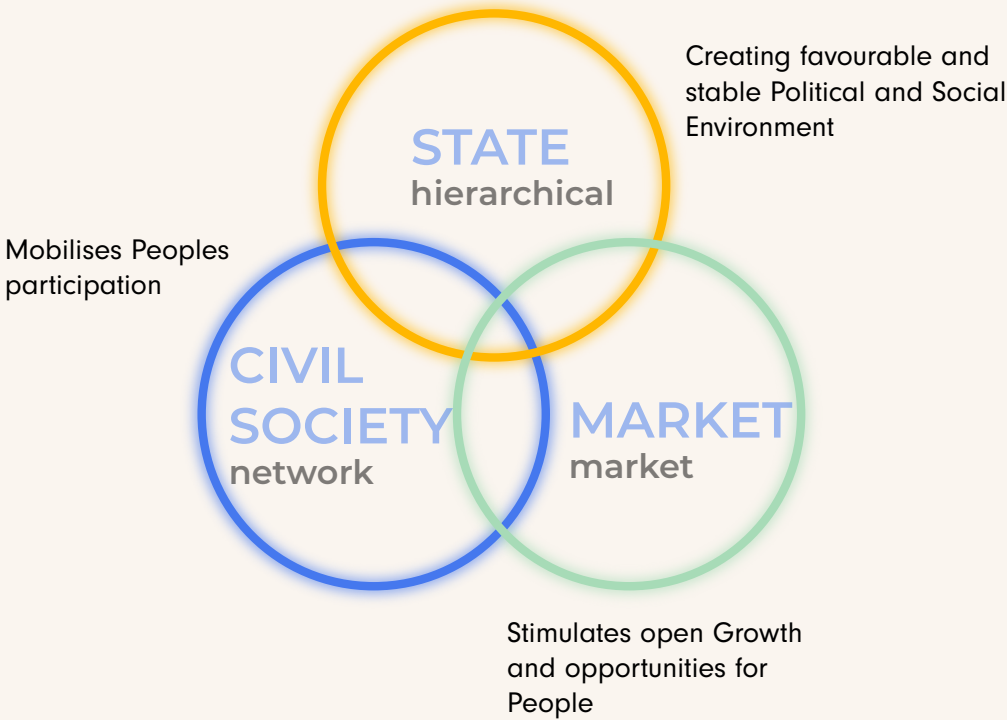 Creating favourable and
stable Political and Social
Environment
STATE
hierarchical
Mobilises Peoples
participation
CIVIL
SOCIETY
network
MARKET
market
Stimulates open Growth
and opportunities for
People